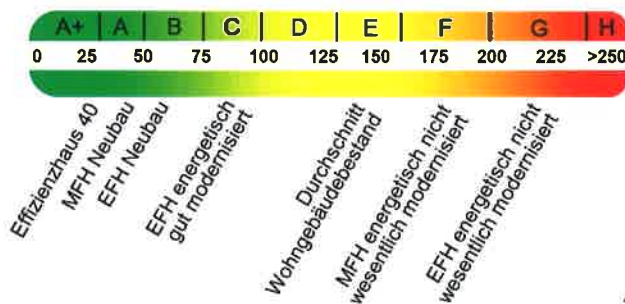 A+ A B C D E F G H
0 25 50 75 100 125 150 175 200 225 >250
Effizienzhaus 40
MFH Neubau
EFH Neubau
EFH energetisch
gut modernisiert
Durchschnitt
Wohngebäudebestand
MFH energetisch nicht
wesentlich modernisiert
EFH energetisch nicht
wesentlich modernisiert